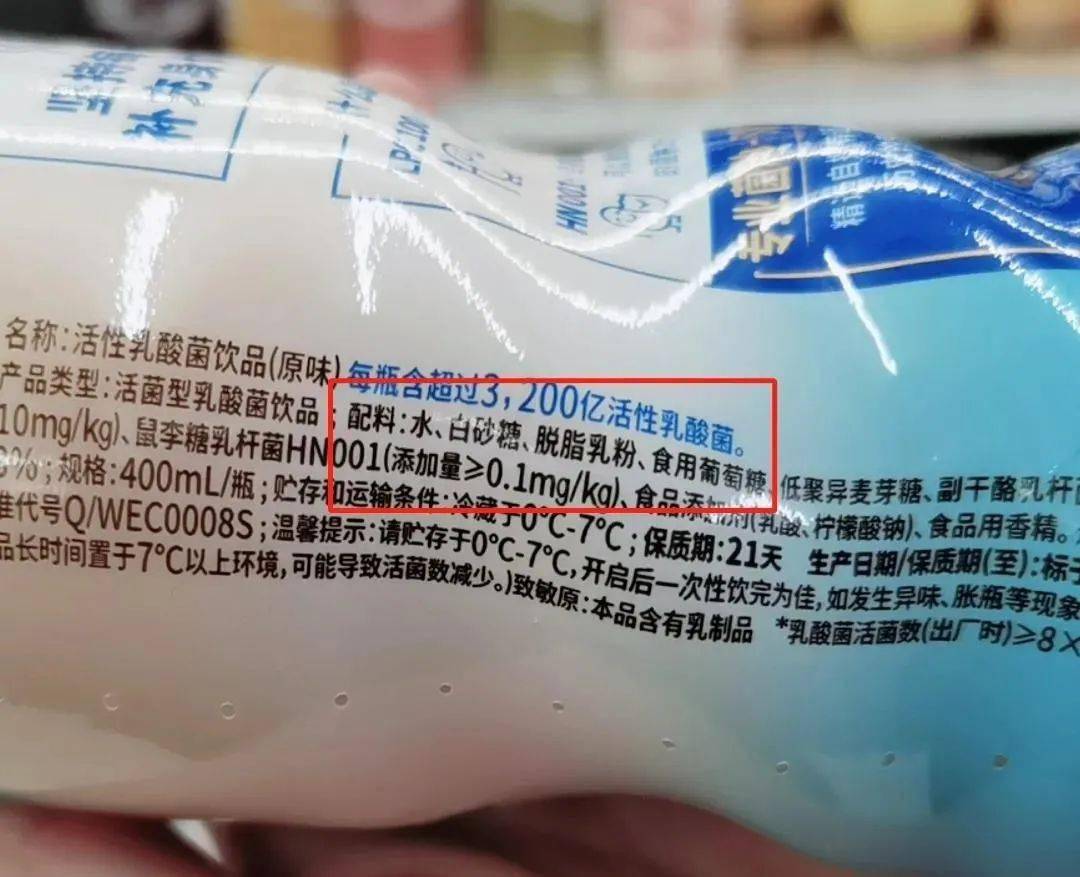 LP
HN001
名称:活性乳酸菌饮品(原味)
每瓶含超过3,200亿活性乳酸菌。
产品类型:活菌型乳酸菌饮品 ;配料:水、白砂糖、脱脂乳粉、食用葡萄糖、低聚异麦芽糖、副干酪乳杆菌
10mg/kg)、鼠李糖乳杆菌HN001(添加量≥0.1mg/kg)、食品添加剂(乳酸、柠檬酸钠)、食品用香精。
%;规格:400mL/瓶;贮存和运输条件:冷藏于0°C-7°C;保质期:21天 生产日期/保质期(至):标于
准代号Q/WEC0008S;温馨提示:请贮存于0°C-7°C,开启后一次性饮完为佳,如发生异味、胀瓶等现象
品长时间置于7°C以上环境,可能导致活菌数减少。)致敏原:本品含有乳制品 *乳酸菌活菌数(出厂时)≥8×